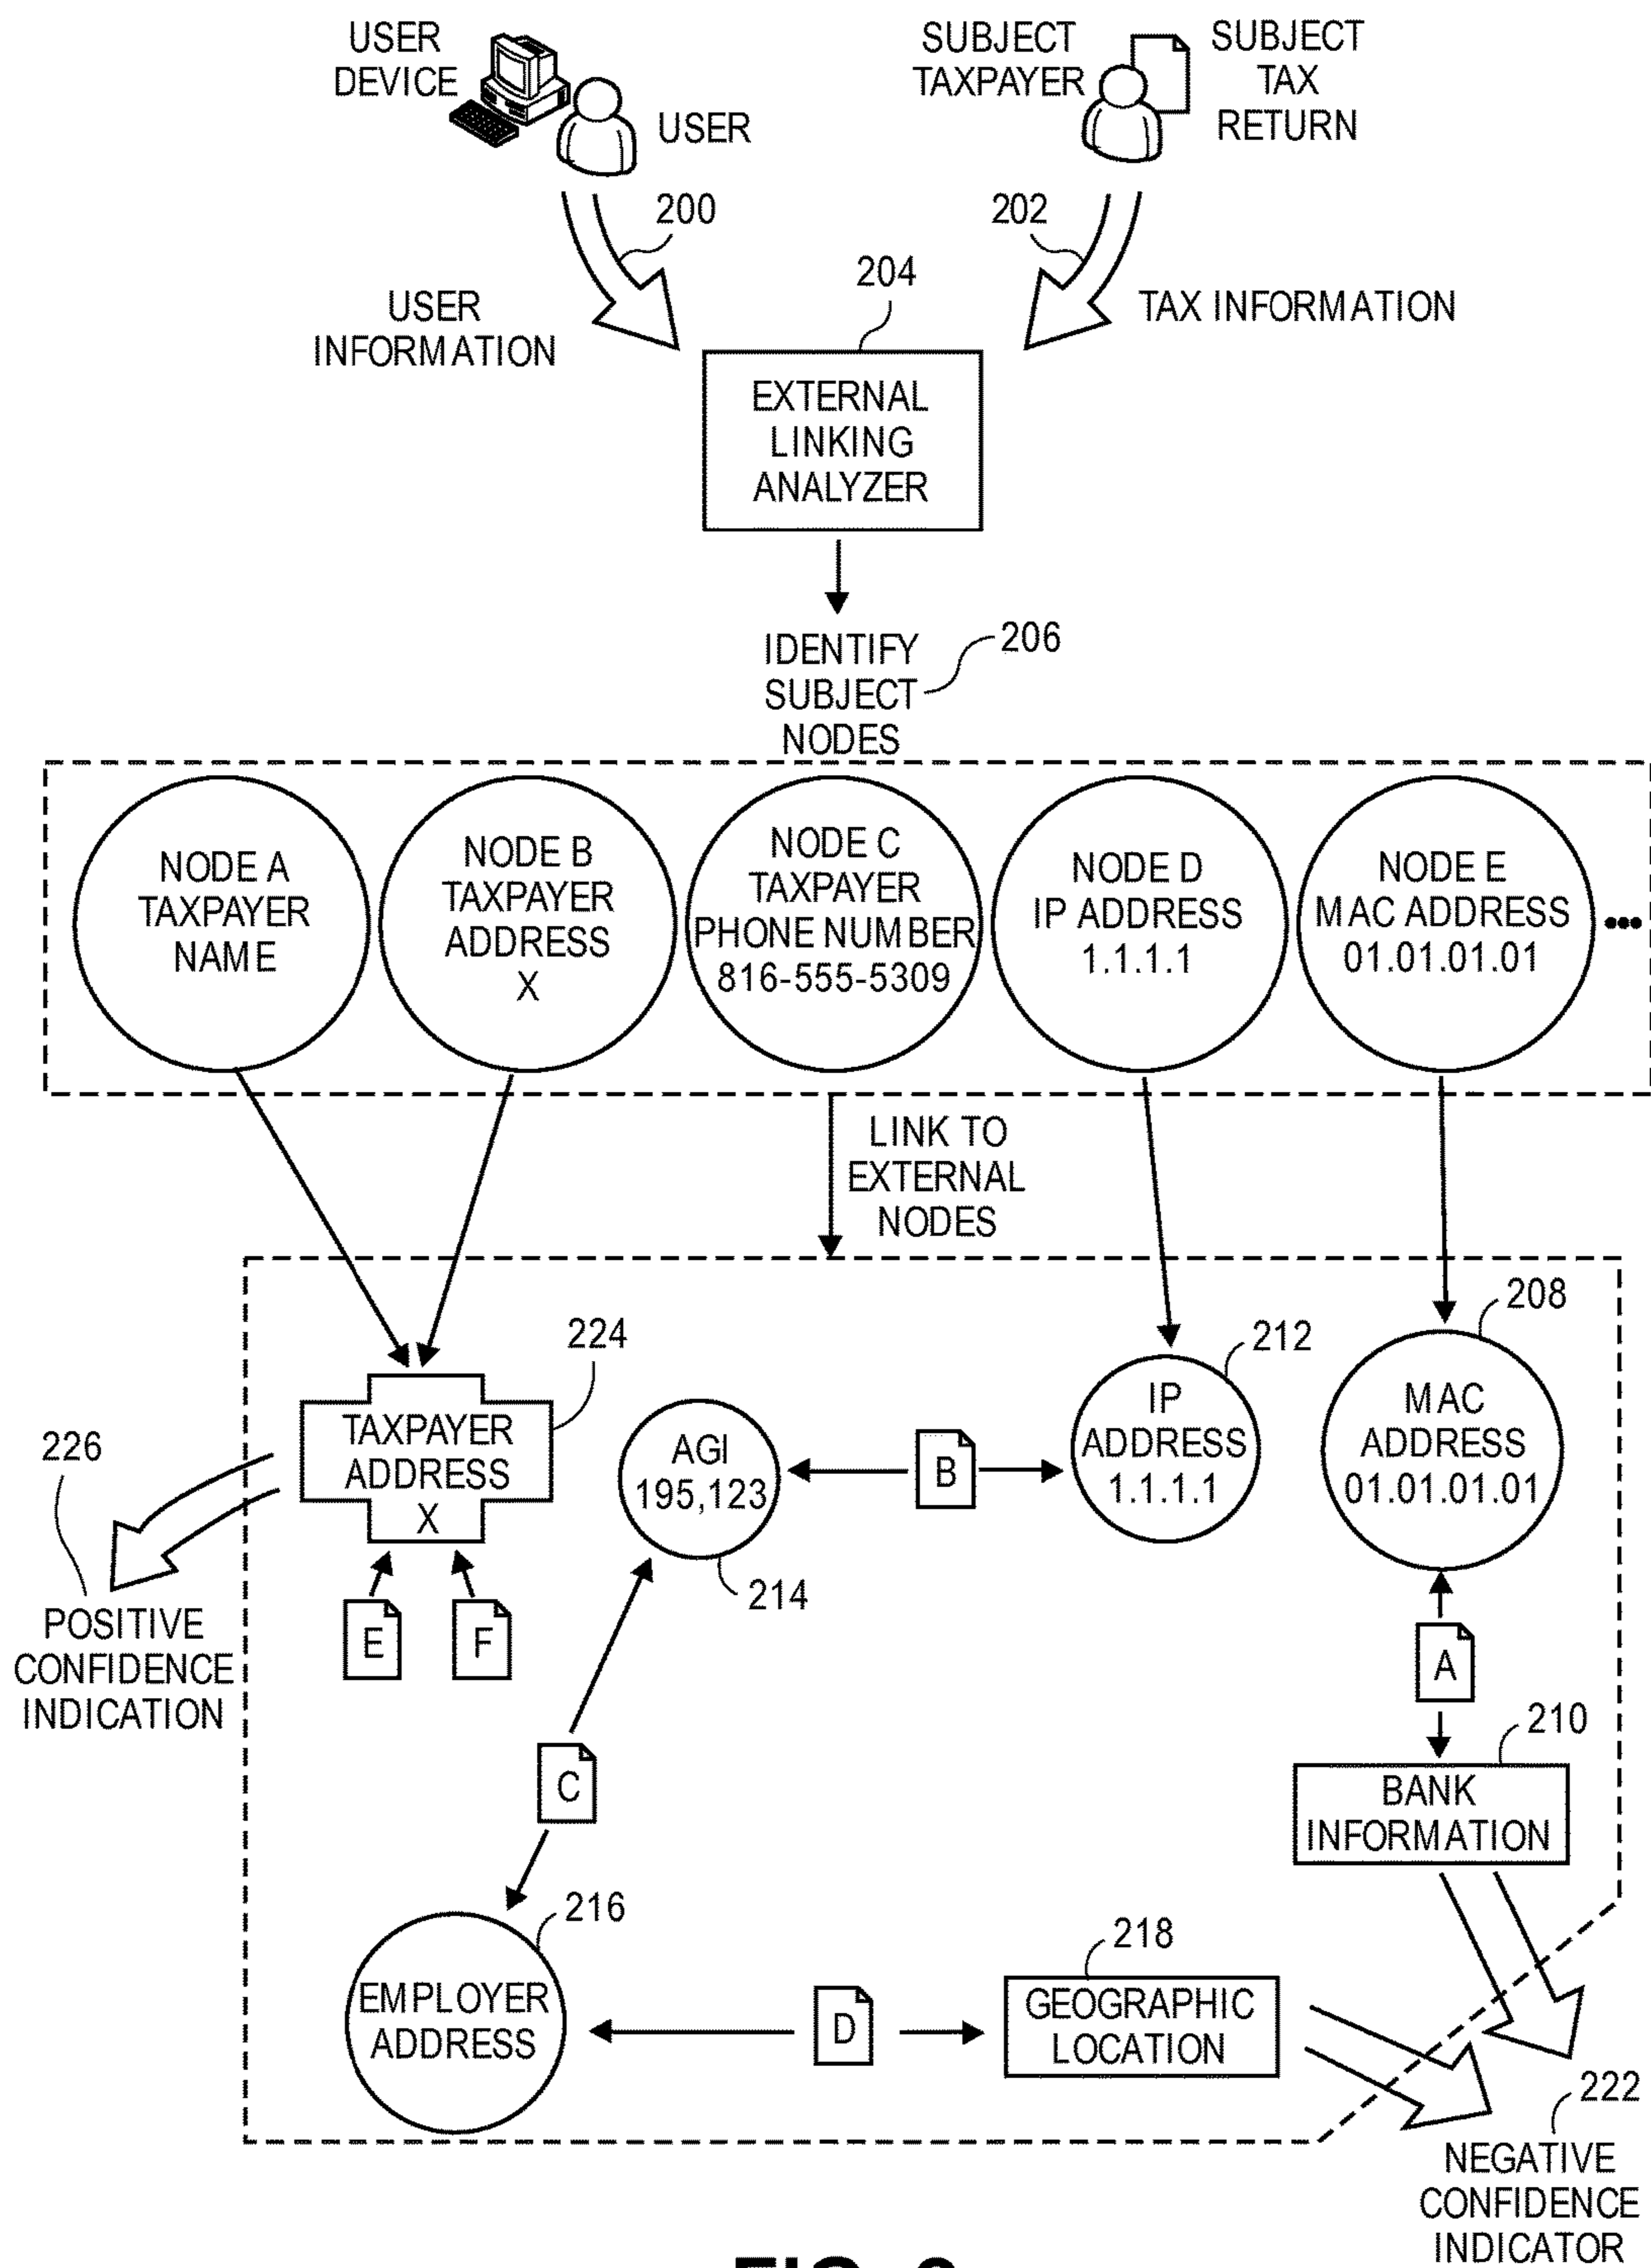 USER
DEVICE
USER
SUBJECT
TAXPAYER
SUBJECT
TAX
RETURN
200
202
USER
INFORMATION
204
TAX INFORMATION
EXTERNAL
LINKING
ANALYZER
IDENTIFY
SUBJECT
NODES
206
NODE A
TAXPAYER
NAME
NODE B
TAXPAYER
ADDRESS
X
NODE C
TAXPAYER
PHONE NUMBER
816-555-5309
NODE D
IP ADDRESS
1.1.1.1
NODE E
MAC ADDRESS
01.01.01.01
...
LINK TO
EXTERNAL
NODES
208
212
224
TAXPAYER
ADDRESS
X
AGI
195,123
214
B
IP
ADDRESS
1.1.1.1
MAC
ADDRESS
01.01.01.01
226
POSITIVE
CONFIDENCE
INDICATION
E
F
A
C
210
BANK
INFORMATION
216
EMPLOYER
ADDRESS
D
218
GEOGRAPHIC
LOCATION
222
NEGATIVE
CONFIDENCE
INDICATOR